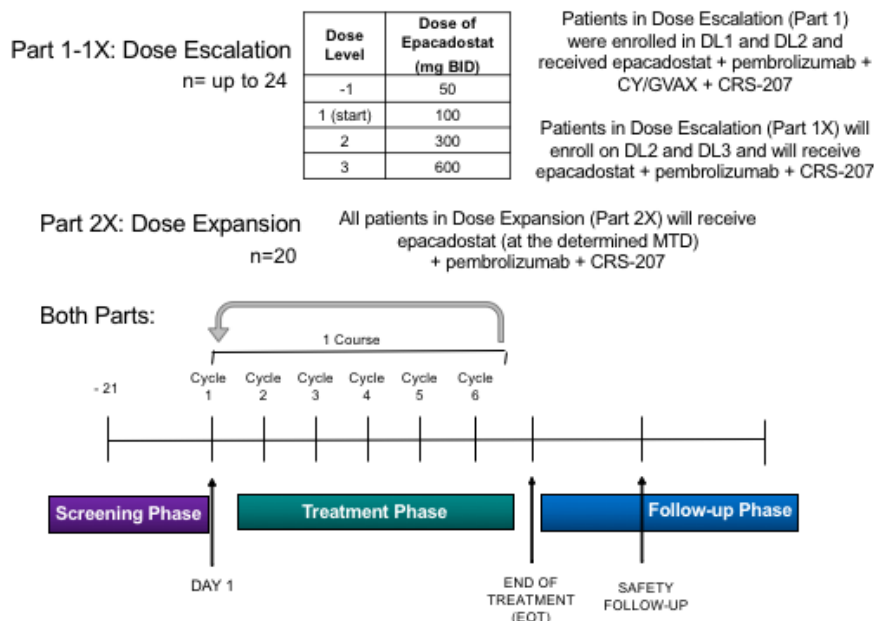 Part 1-1X: Dose Escalation
n= up to 24
Dose Level
Dose of Epacadostat (mg BID)
-1
50
1 (start)
100
2
300
3
600
Patients in Dose Escalation (Part 1)
were enrolled in DL1 and DL2 and
received epacadostat + pembrolizumab +
CY/GVAX + CRS-207
Patients in Dose Escalation (Part 1X) will
enroll on DL2 and DL3 and will receive
epacadostat + pembrolizumab + CRS-207
Part 2X: Dose Expansion
n=20
All patients in Dose Expansion (Part 2X) will receive
epacadostat (at the determined MTD)
+ pembrolizumab + CRS-207
Both Parts:
1 Course
- 21
Cycle 1
Cycle 2
Cycle 3
Cycle 4
Cycle 5
Cycle 6
Screening Phase
Treatment Phase
Follow-up Phase
DAY 1
END OF
TREATMENT
(EOT)
SAFETY
FOLLOW-UP